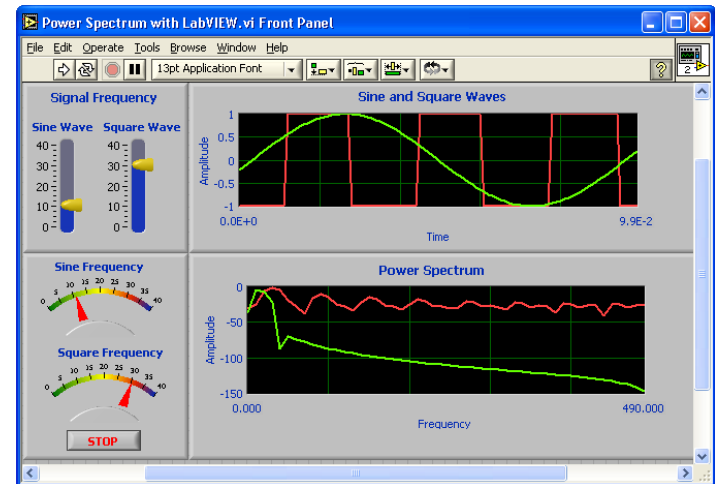 Power Spectrum with LabVIEW.vi Front Panel
File Edit Operate Tools Browse Window Help
13pt Application Font
?
2
Signal Frequency
Sine Wave Square Wave
40
30
20
10
0
40
30
20
10
0
Sine and Square Waves
Amplitude
1
0.5
0
-0.5
-1
0.0E+0 9.9E-2
Time
Sine Frequency
0 5 10 15 20 25 30 35 40
Square Frequency
0 5 10 15 20 25 30 35 40
STOP
Power Spectrum
Amplitude
0
-50
-100
-150
0.000 490.000
Frequency